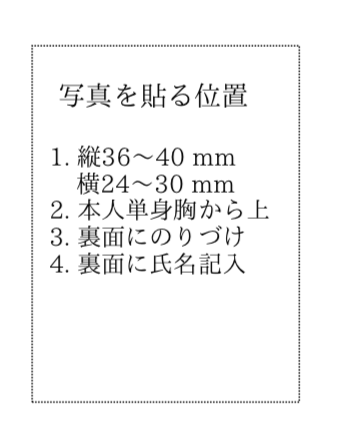 写真を貼る位置
1. 縦36〜40 mm
横24〜30 mm
2. 本人単身胸から上
3. 裏面にのりづけ
4. 裏面に氏名記入